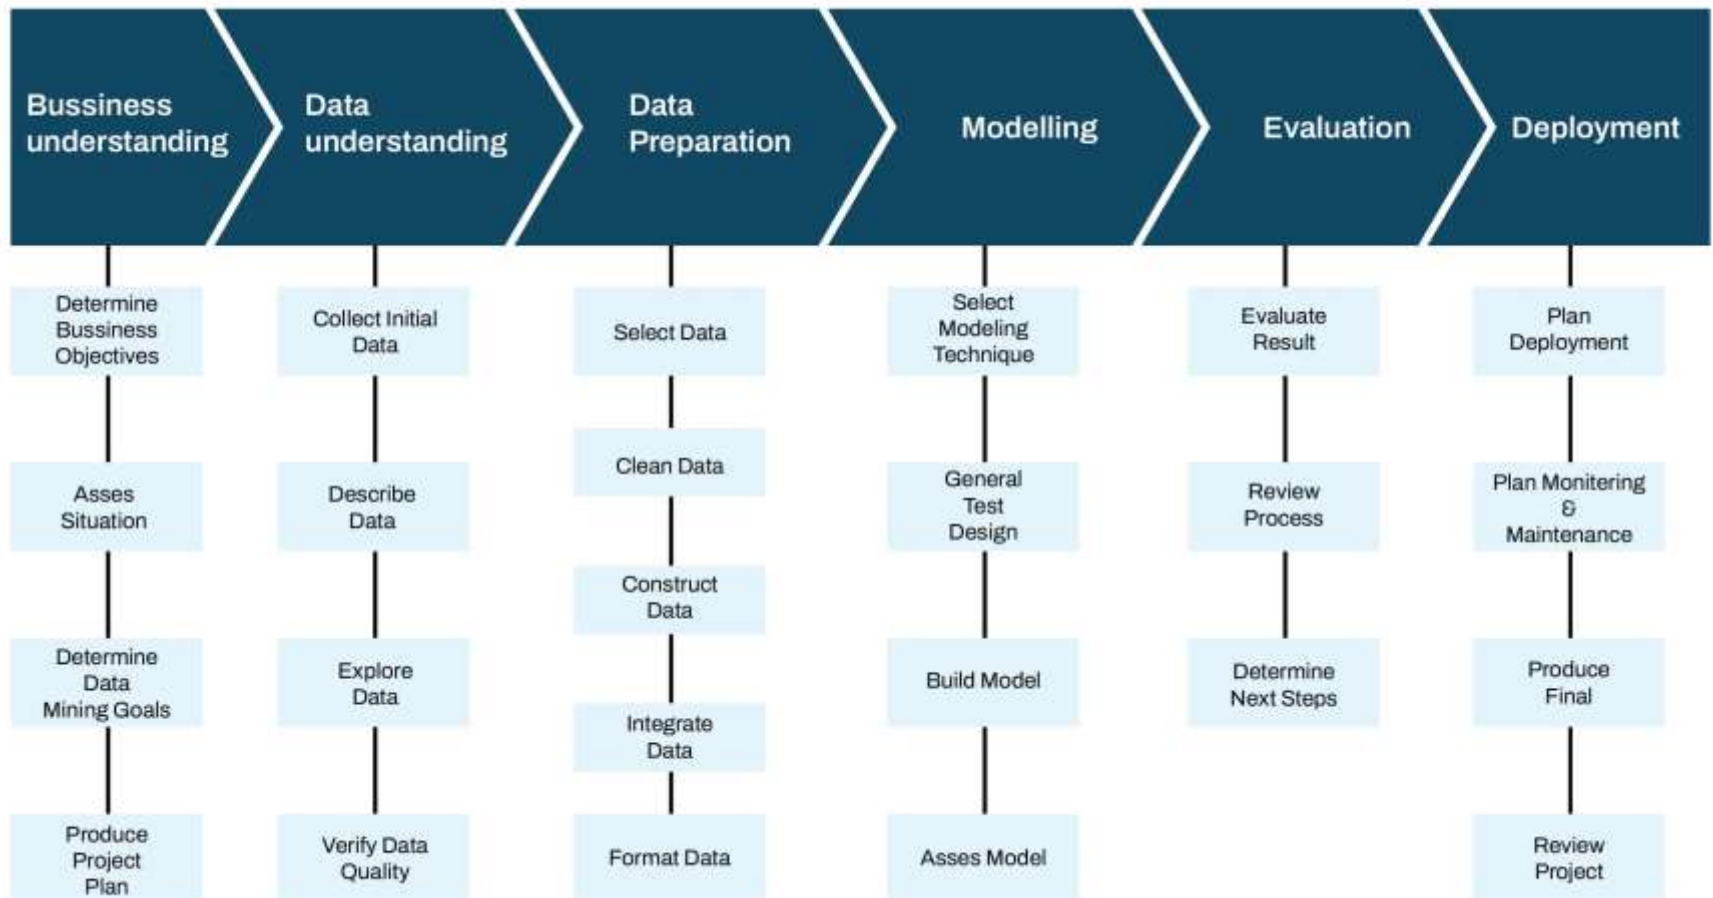 Bussiness
understanding
Data
understanding
Data
Preparation
Modelling
Evaluation
Deployment
Determine
Bussiness
Objectives
Asses
Situation
Determine
Data
Mining Goals
Produce
Project
Plan
Collect Initial
Data
Describe
Data
Explore
Data
Verify Data
Quality
Select Data
Clean Data
Construct
Data
Integrate
Data
Format Data
Select
Modeling
Technique
General
Test
Design
Build Model
Asses Model
Evaluate
Result
Review
Process
Determine
Next Steps
Plan
Deployment
Plan Monitering
&
Maintenance
Produce
Final
Review
Project